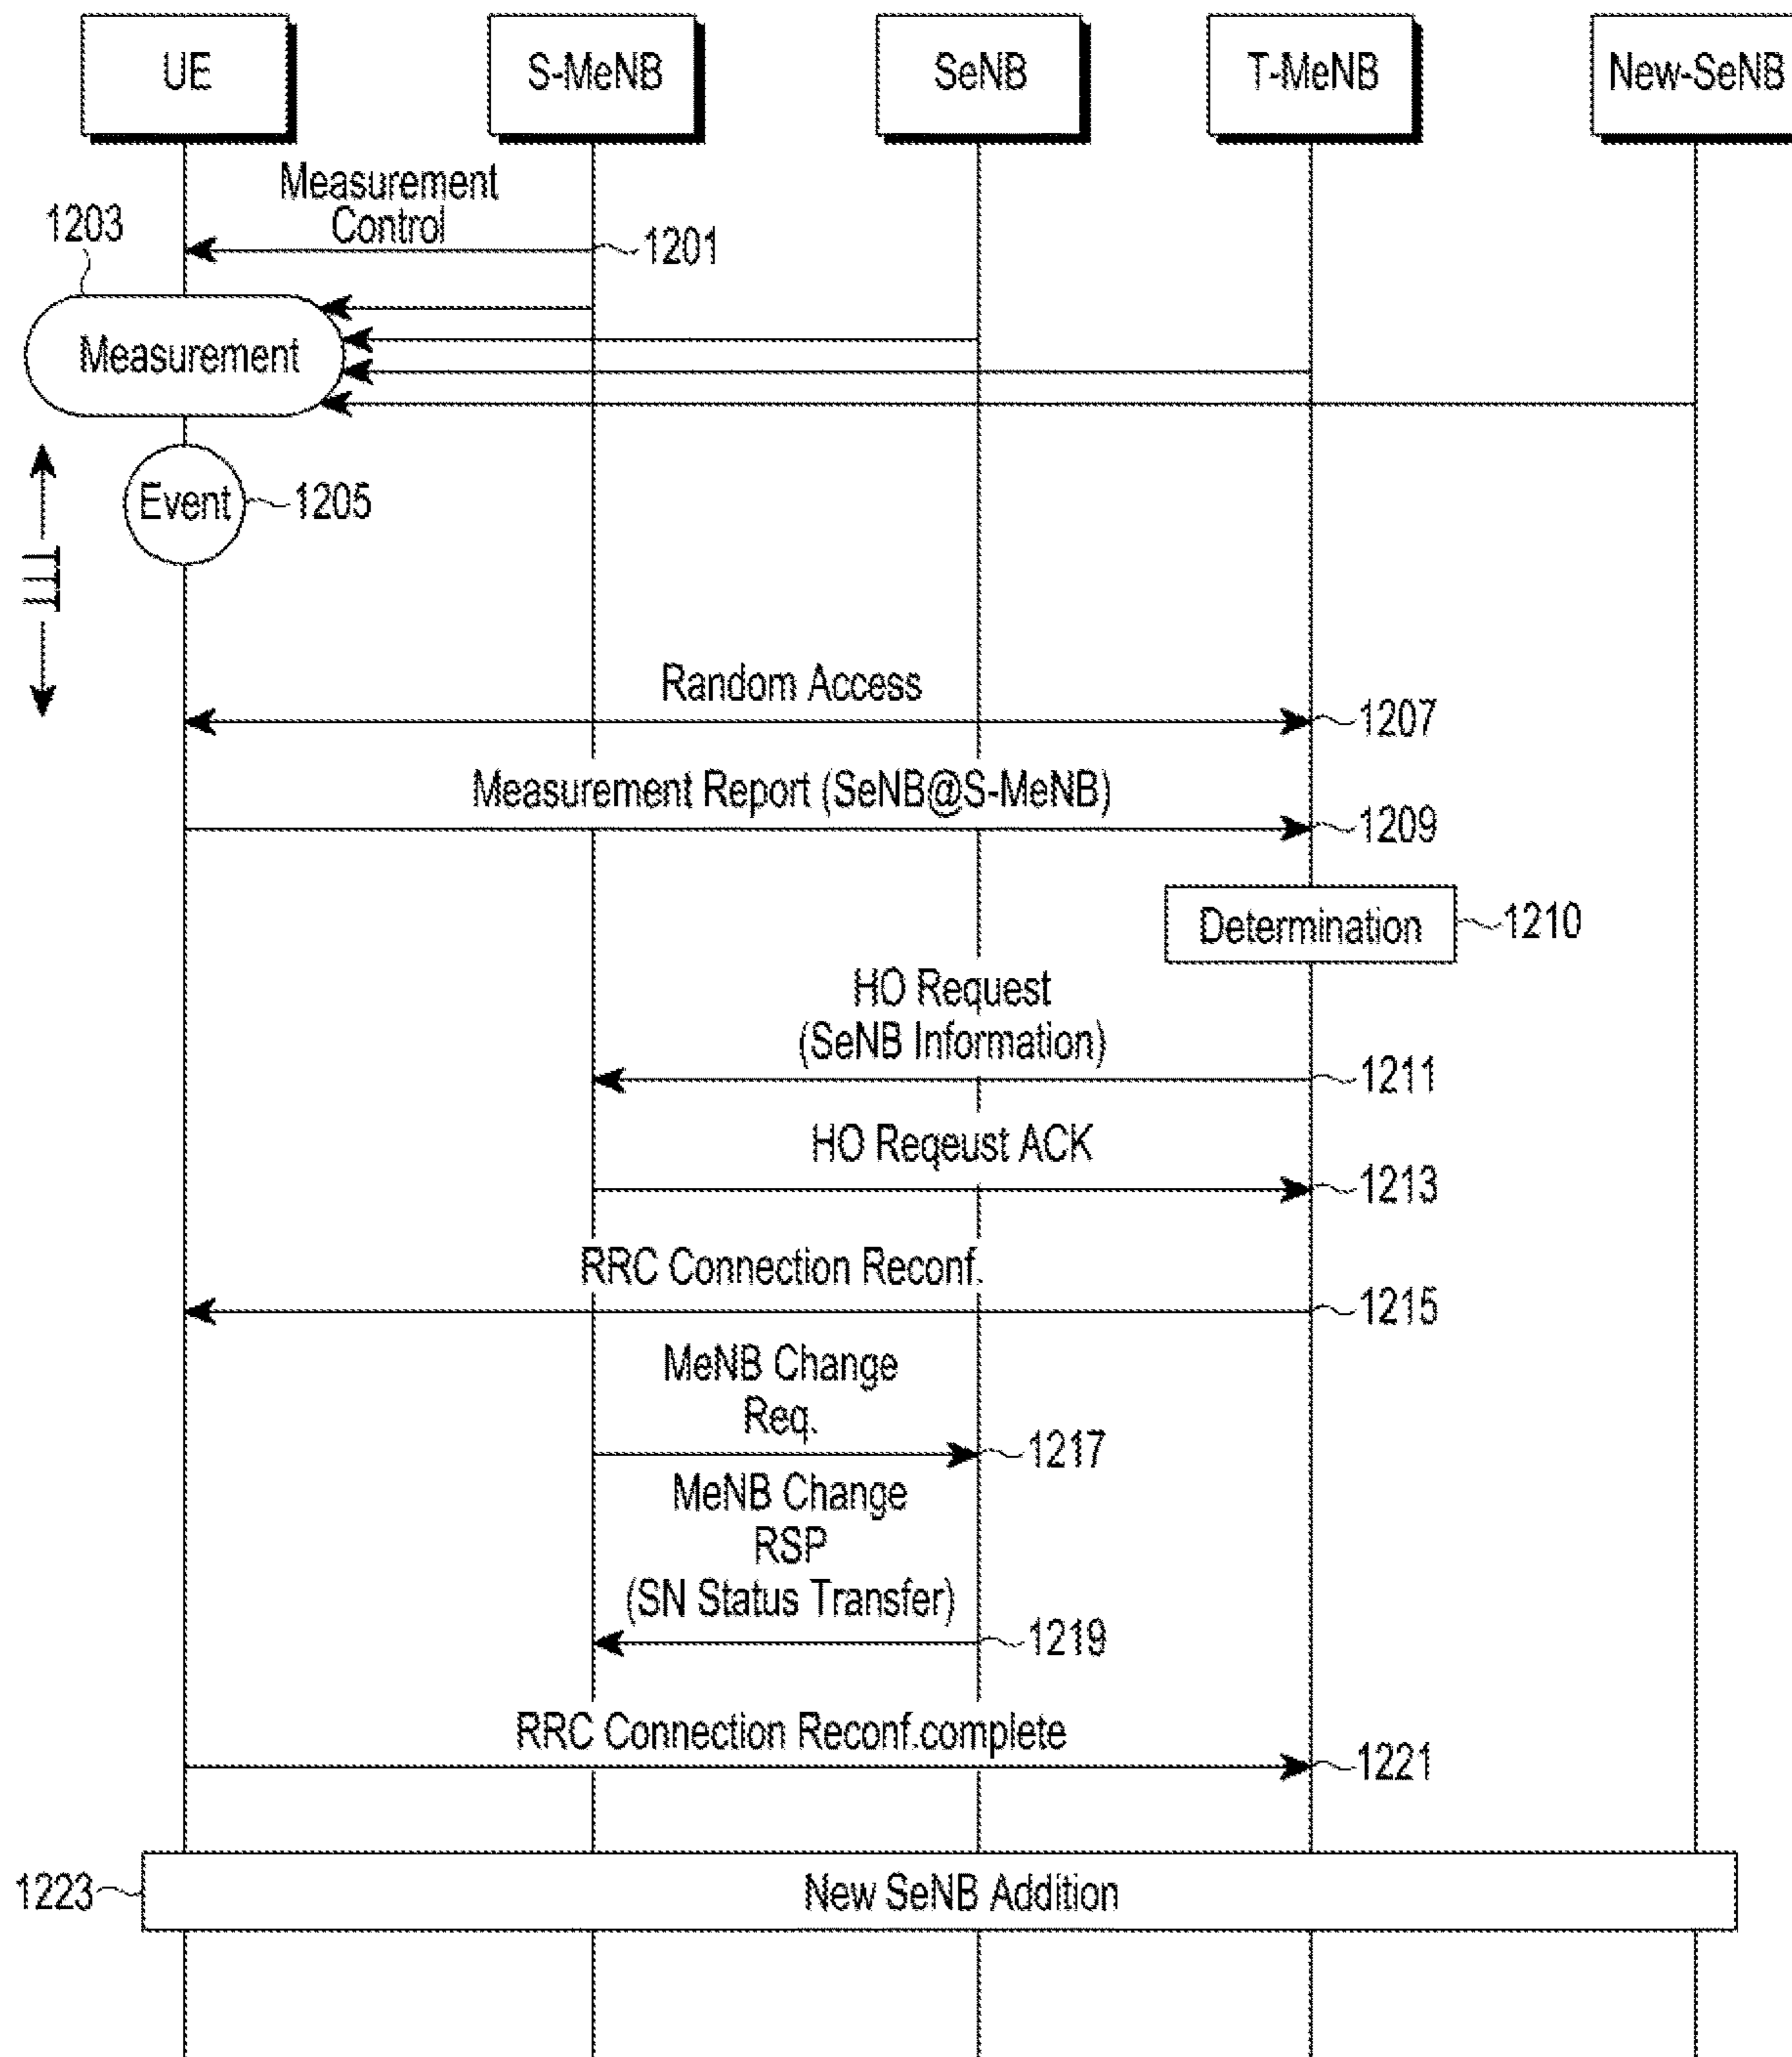 UE
S-MeNB
SeNB
T-MeNB
New-SeNB
Measurement
Control
1201
1203
Measurement
Event
1205
TTT
Random Access
1207
Measurement Report (SeNB@S-MeNB)
1209
Determination
1210
HO Request
(SeNB Information)
1211
HO Reqeust ACK
1213
RRC Connection Reconf.
1215
MeNB Change
Req.
1217
MeNB Change
RSP
(SN Status Transfer)
1219
RRC Connection Reconf.complete
1221
1223
New SeNB Addition